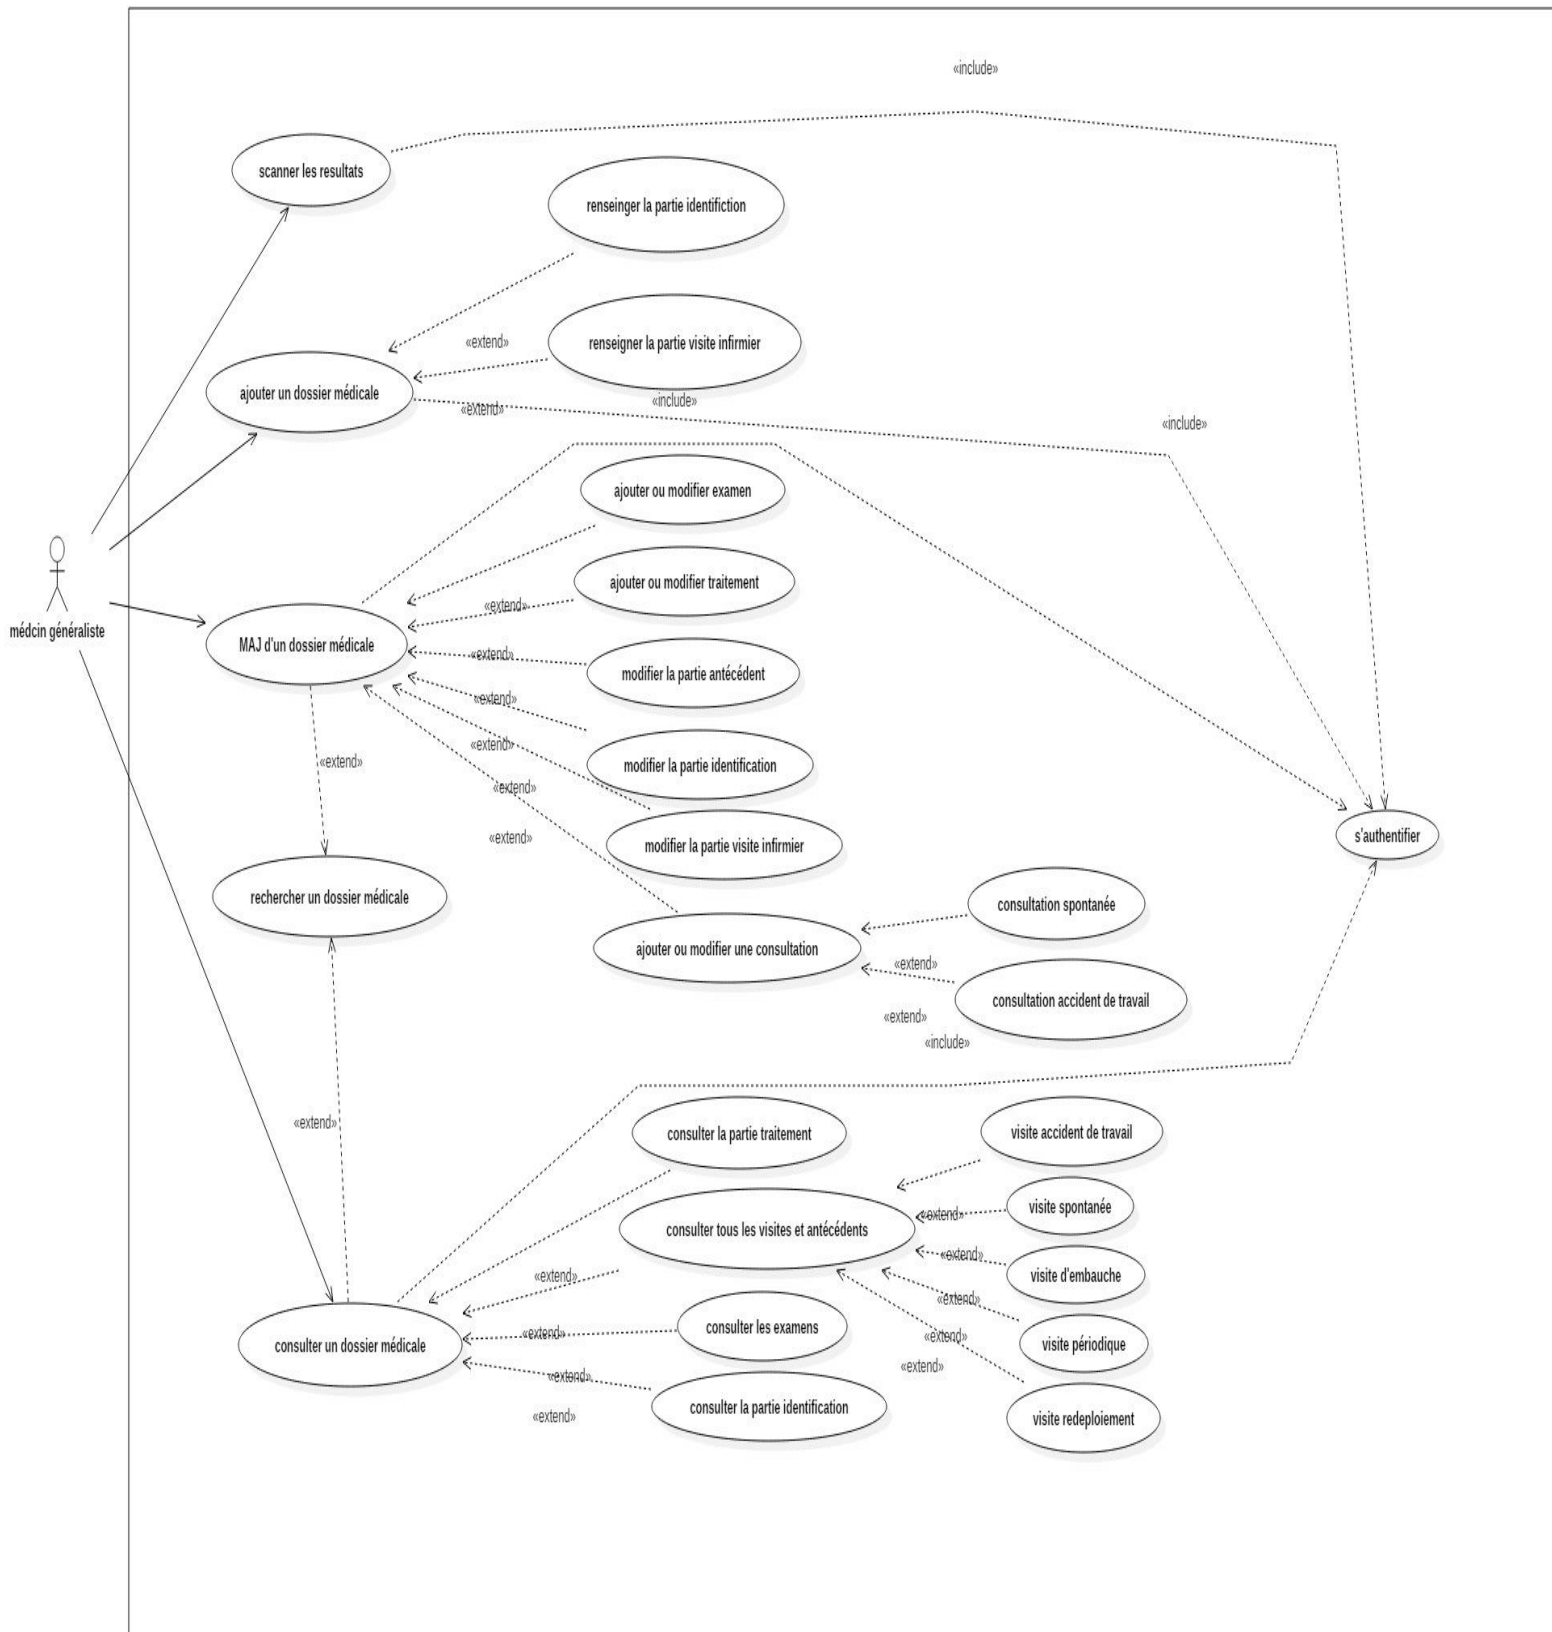 «include»
scanner les resultats
renseinger la partie identifiction
«extend»
renseigner la partie visite infirmier
ajouter un dossier médicale
«extend»
«include»
«include»
ajouter ou modifier examen
ajouter ou modifier traitement
«extend»
médcin généraliste
MAJ d'un dossier médicale
«extend»
modifier la partie antécédent
«extend»
«extend»
«extend»
modifier la partie identification
«extend»
«extend»
modifier la partie visite infirmier
s'authentifier
rechercher un dossier médicale
consultation spontanée
ajouter ou modifier une consultation
«extend»
consultation accident de travail
«extend»
«include»
«extend»
consulter la partie traitement
visite accident de travail
visite spontanée
«extend»
consulter tous les visites et antécédents
«extend»
visite d'embauche
«extend»
«extend»
consulter les examens
«extend»
«extend»
visite périodique
consulter un dossier médicale
«extend»
«extend»
consulter la partie identification
«extend»
visite redeploiement